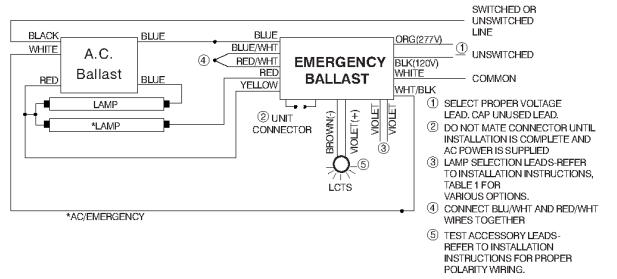 SWITCHED OR
UNSWITCHED
LINE
BLACK
BLUE
BLUE
ORG(277V)
①
WHITE
A.C.
Ballast
BLUE/WHT
④
RED/WHT
EMERGENCY
BALLAST
UNSWITCHED
BLK(120V)
RED
BLUE
RED
WHITE
COMMON
YELLOW
WHT/BLK
LAMP
*LAMP
② UNIT
CONNECTOR
BROWN(-)
VIOLET(+)
VIOLET
VIOLET
③
⑤
LCTS
*AC/EMERGENCY
① SELECT PROPER VOLTAGE
LEAD. CAP UNUSED LEAD.
② DO NOT MATE CONNECTOR UNTIL
INSTALLATION IS COMPLETE AND
AC POWER IS SUPPLIED
③ LAMP SELECTION LEADS-REFER
TO INSTALLATION INSTRUCTIONS,
TABLE 1 FOR
VARIOUS OPTIONS.
④ CONNECT BLU/WHT AND RED/WHT
WIRES TOGETHER
⑤ TEST ACCESSORY LEADS-
REFER TO INSTALLATION
INSTRUCTIONS FOR PROPER
POLARITY WIRING.